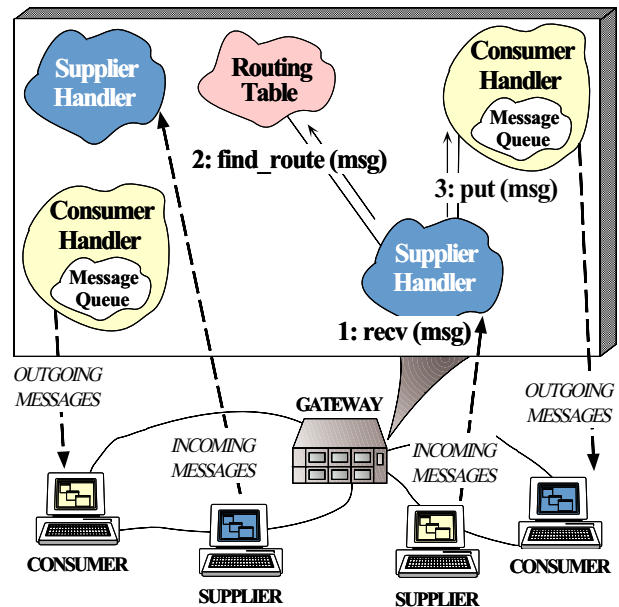 Supplier
Handler
Routing
Table
Consumer
Handler
Message
Queue
2: find_route (msg)
3: put (msg)
Consumer
Handler
Message
Queue
Supplier
Handler
1: recv (msg)
OUTGOING
MESSAGES
GATEWAY
OUTGOING
MESSAGES
INCOMING
MESSAGES
INCOMING
MESSAGES
CONSUMER
SUPPLIER
SUPPLIER
CONSUMER